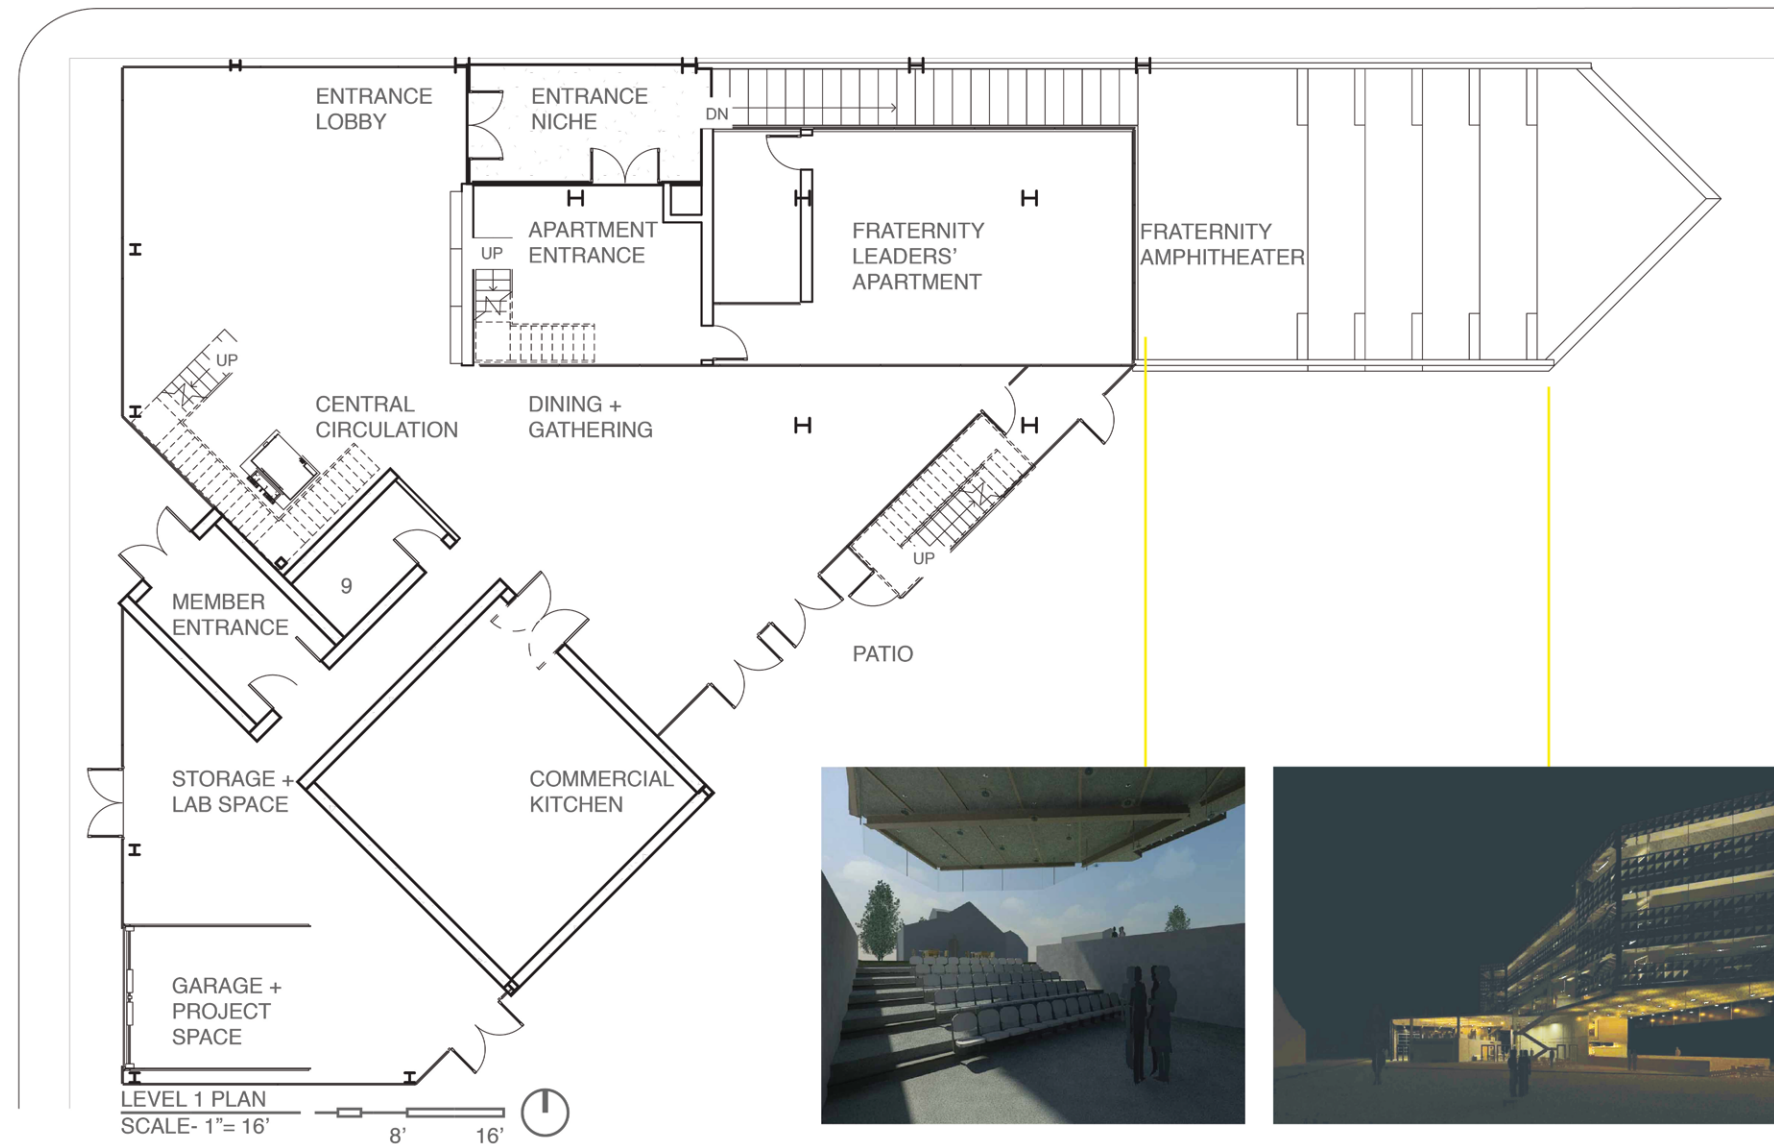 ENTRANCE
LOBBY
ENTRANCE
NICHE
DN
UP
APARTMENT
ENTRANCE
FRATERNITY
LEADERS’
APARTMENT
FRATERNITY
AMPHITHEATER
UP
CENTRAL
CIRCULATION
DINING +
GATHERING
UP
9
MEMBER
ENTRANCE
PATIO
STORAGE +
LAB SPACE
COMMERCIAL
KITCHEN
GARAGE +
PROJECT
SPACE
LEVEL 1 PLAN
SCALE- 1”= 16’
8’
16’